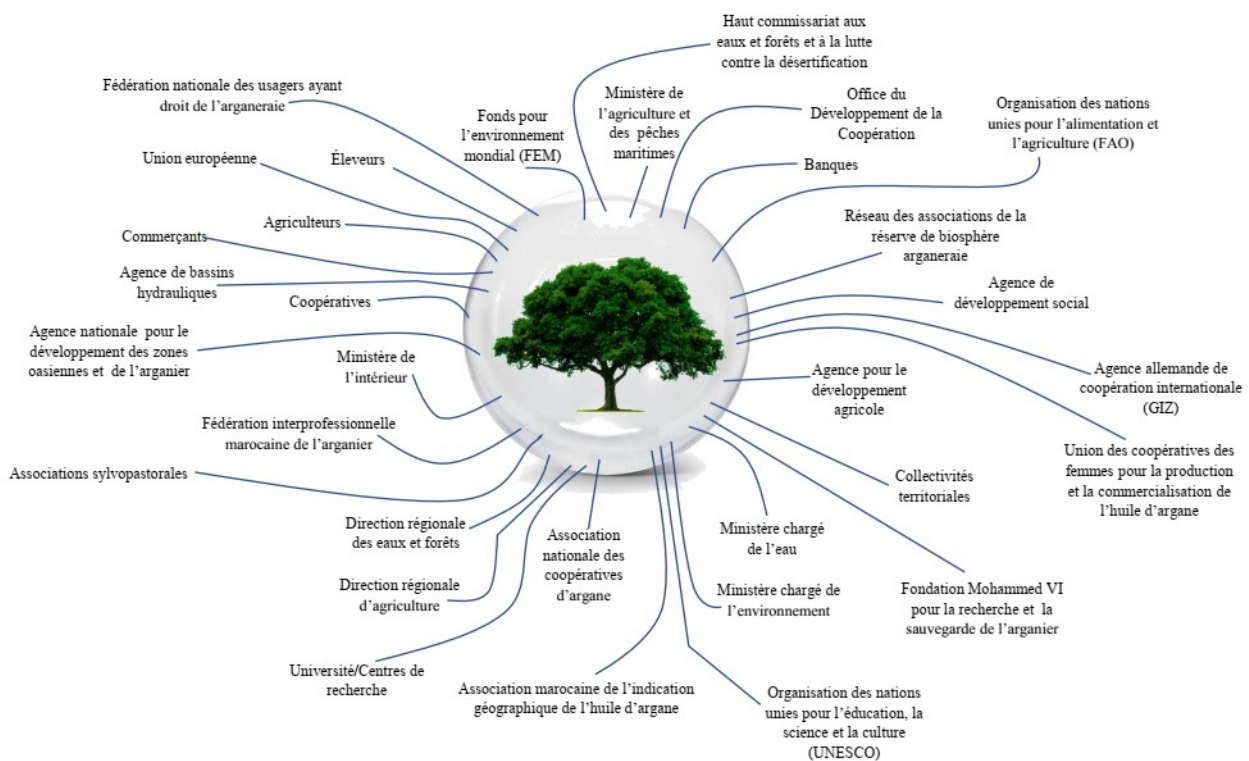 Haut commissariat aux
eaux et forêts et à la lutte
contre la désertification
Fédération nationale des usagers ayant
droit de l'arganeraie
Fonds pour
l'environnement
mondial (FEM)
Ministère de
l'agriculture et
des pêches
maritimes
Office du
Développement de la
Coopération
Organisation des nations
unies pour l'alimentation et
l'agriculture (FAO)
Union européenne
Éleveurs
Banques
Agriculteurs
Réseau des associations de la
réserve de biosphère
arganeraie
Commerçants
Agence de bassins
hydrauliques
Coopératives
Agence de
développement social
Agence nationale pour le
développement des zones
oasiennes et de l'arganier
Ministère de
l'intérieur
Agence pour le
développement
agricole
Agence allemande de
coopération internationale
(GIZ)
Fédération interprofessionnelle
marocaine de l'arganier
Union des coopératives des
femmes pour la production
et la commercialisation de
l'huile d'argane
Associations sylvopastorales
Collectivités
territoriales
Direction régionale
des eaux et forêts
Association
nationale des
coopératives
d'argane
Ministère chargé
de l'eau
Direction régionale
d'agriculture
Ministère chargé de
l'environnement
Fondation Mohammed VI
pour la recherche et la
sauvegarde de l'arganier
Université/Centres de
recherche
Association marocaine de l'indication
géographique de l'huile d'argane
Organisation des nations
unies pour l'éducation, la
science et la culture
(UNESCO)